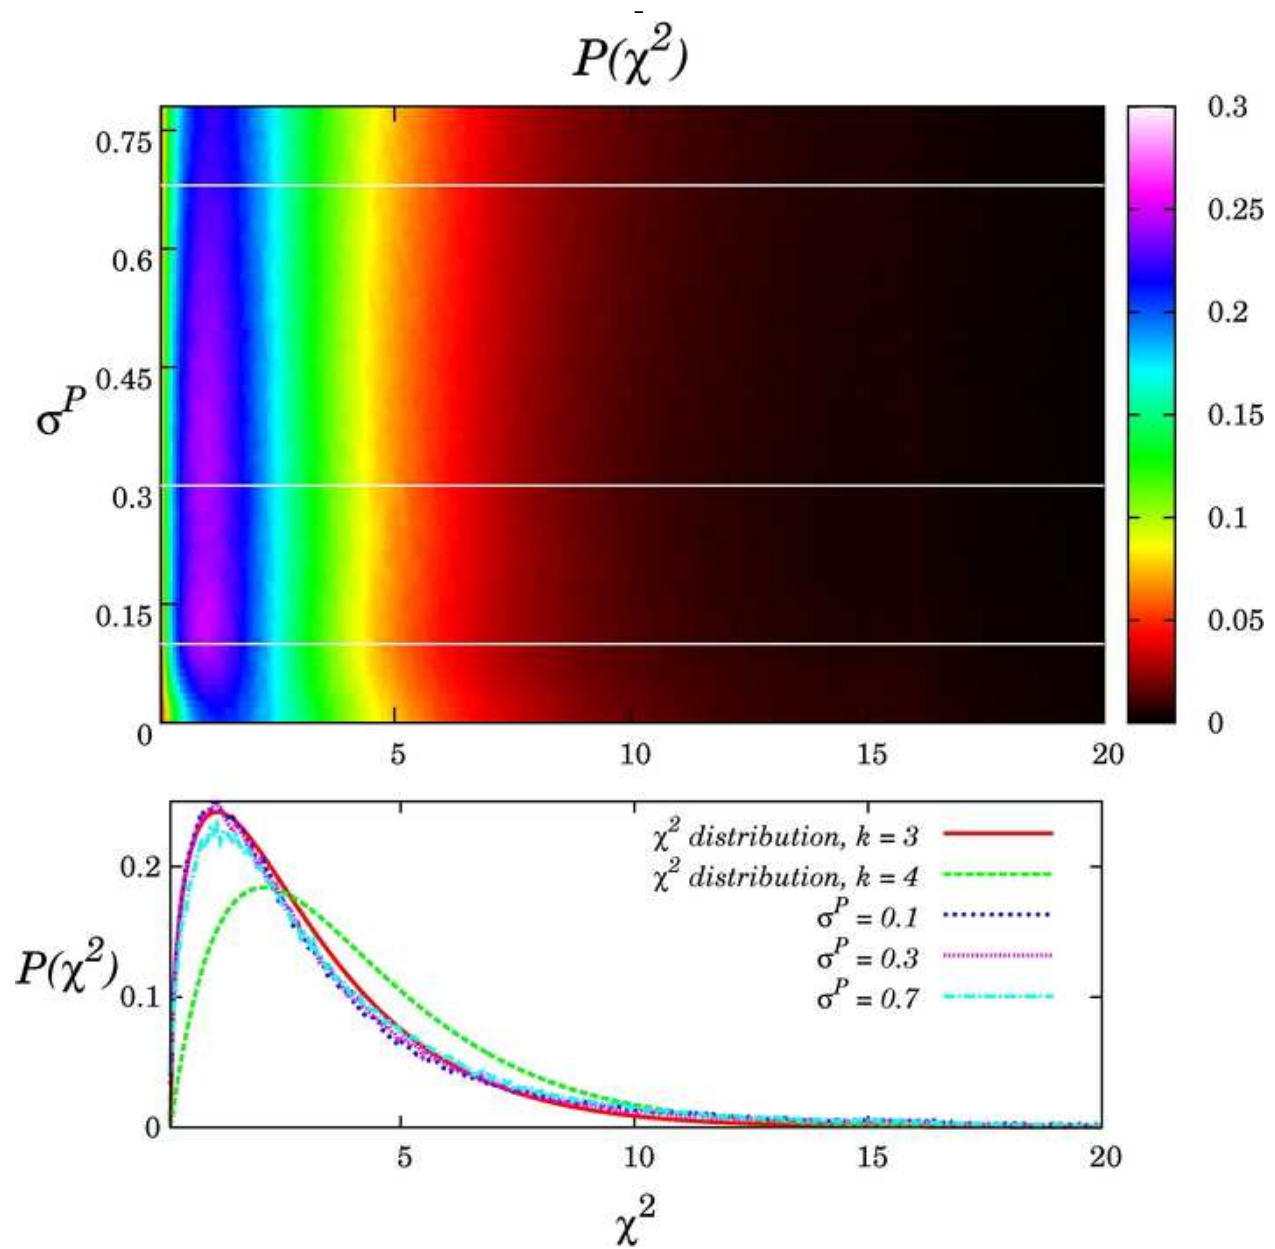 P(χ²)
0.75
0.6
0.45
0.3
0.15
0
σᴾ
5 10 15 20
0.3
0.25
0.2
0.15
0.1
0.05
0
χ² distribution, k = 3
χ² distribution, k = 4
σᴾ = 0.1
σᴾ = 0.3
σᴾ = 0.7
P(χ²)
0.2
0.1
0
5 10 15 20
χ²